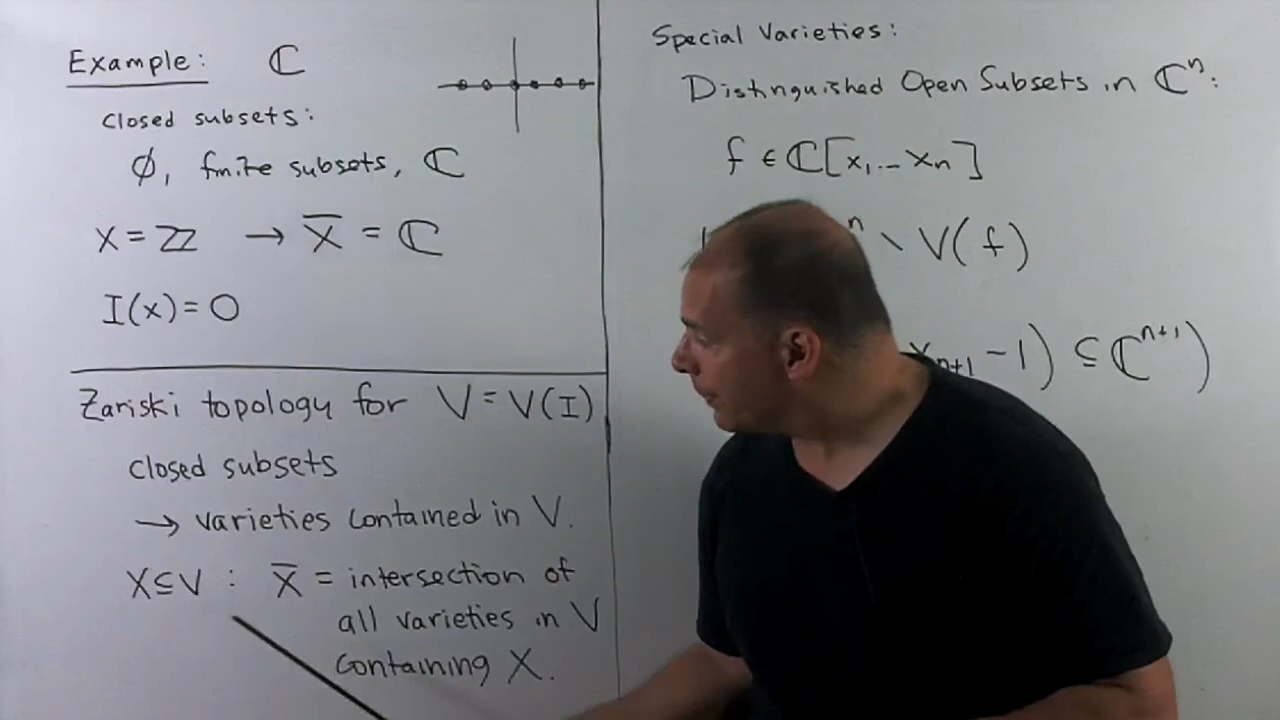 Example: ℂ
Closed subsets:
∅, finite subsets, ℂ
X = ℤ → X̅ = ℂ
I(X) = 0
Zariski topology for V = V(I)
Closed subsets
→ varieties contained in V.
X ⊆ V : X̅ = intersection of
all varieties in V
containing X.
Special Varieties:
Distinguished Open Subsets in ℂⁿ:
f ∈ ℂ[x₁...xₙ]
ⁿ \ V(f)
xₙ₊₁ - 1) ⊆ ℂⁿ⁺¹)